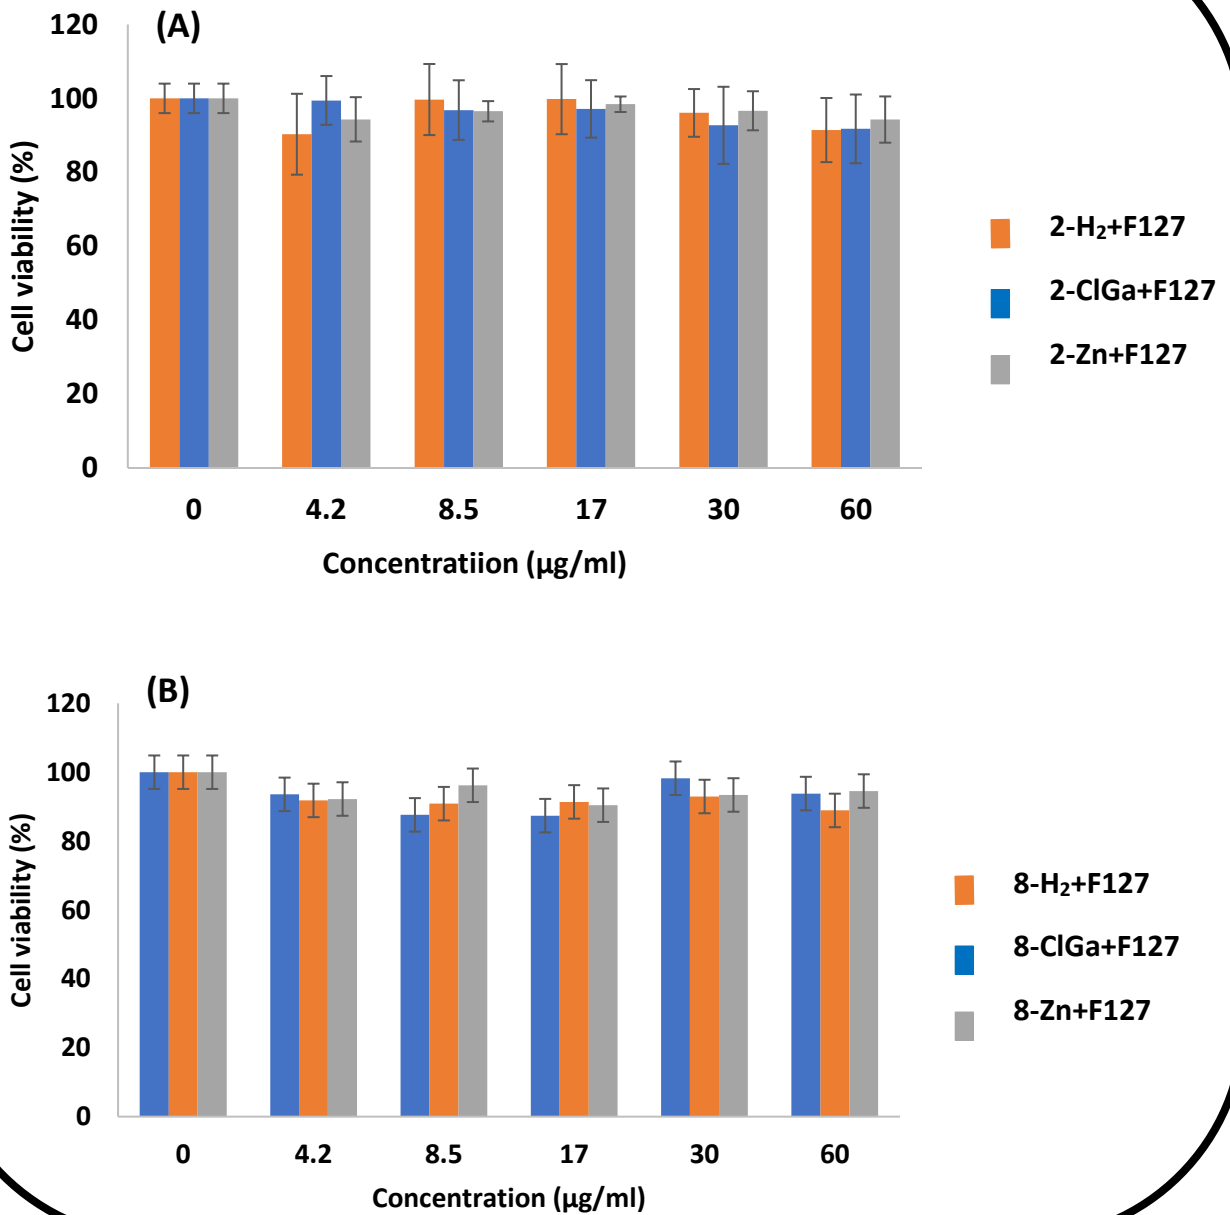 (A)
120
100
80
60
40
20
0
Cell viability (%)
0 4.2 8.5 17 30 60
Concentratiion (µg/ml)
2-H₂+F127
2-ClGa+F127
2-Zn+F127
(B)
120
100
80
60
40
20
0
Cell viability (%)
0 4.2 8.5 17 30 60
Concentration (µg/ml)
8-H₂+F127
8-ClGa+F127
8-Zn+F127